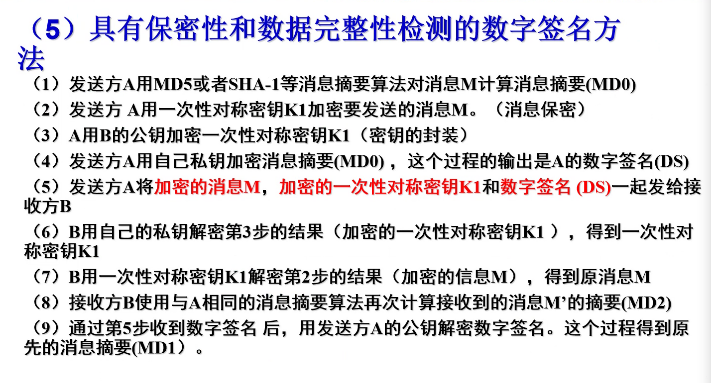 （5）具有保密性和数据完整性检测的数字签名方
法
（1）发送方A用MD5或者SHA-1等消息摘要算法对消息M计算消息摘要(MD0)
（2）发送方 A用一次性对称密钥K1加密要发送的消息M。（消息保密）
（3）A用B的公钥加密一次性对称密钥K1（密钥的封装）
（4）发送方A用自己私钥加密消息摘要(MD0) ，这个过程的输出是A的数字签名(DS)
（5）发送方A将加密的消息M，加密的一次性对称密钥K1和数字签名 (DS)一起发给接
收方B
（6）B用自己的私钥解密第3步的结果（加密的一次性对称密钥K1 ），得到一次性对
称密钥K1
（7）B用一次性对称密钥K1解密第2步的结果（加密的信息M），得到原消息M
（8）接收方B使用与A相同的消息摘要算法再次计算接收到的消息M’的摘要(MD2)
（9）通过第5步收到数字签名 后，用发送方A的公钥解密数字签名。这个过程得到原
先的消息摘要(MD1）。